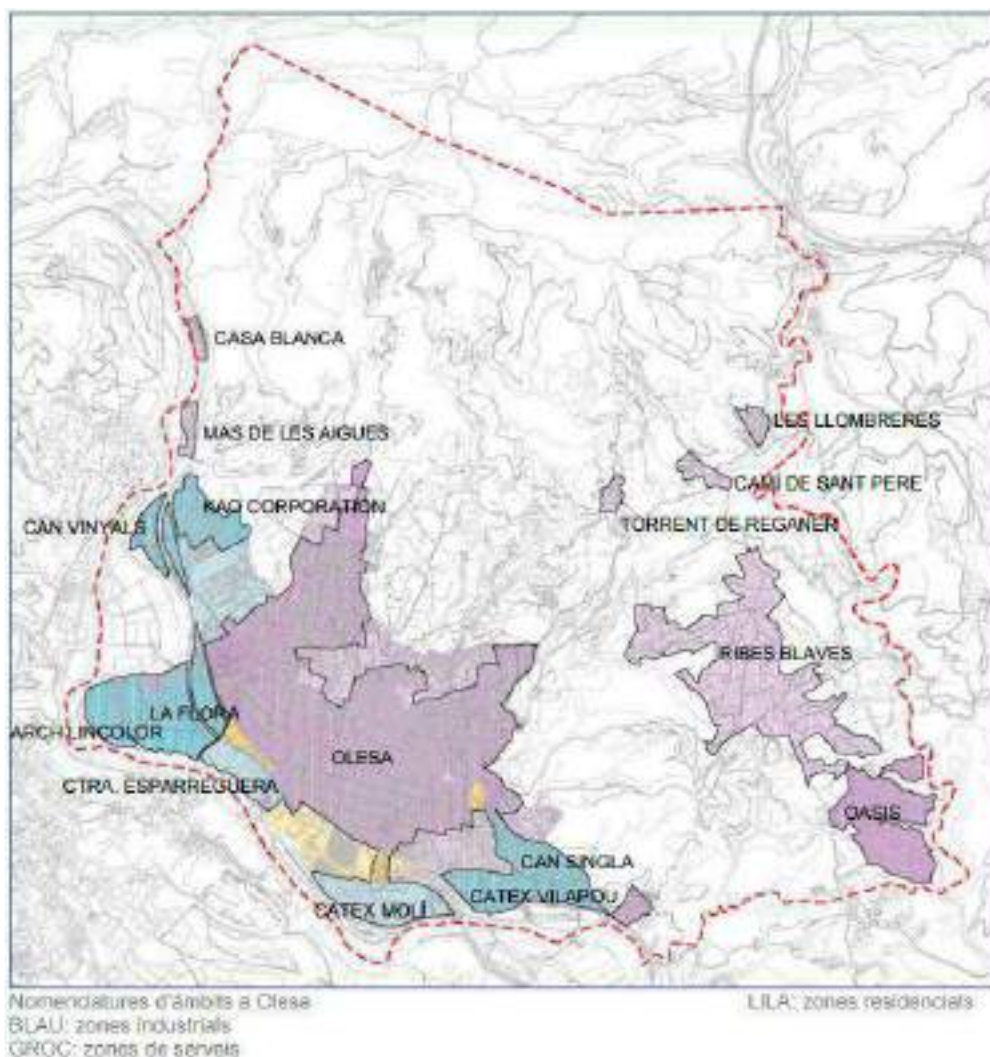 CASA BLANCA
MAS DE LES AIGUES
LES LLOMBRERES
CAMÍ DE SANT PERE
KAO CORPORATION
CAN VINYALS
TORRENT DE REGANER
RIBES BLAVES
LA FLORA
ARCH LINCOLOR
OLESA
CTRA. ESPARREGUERA
OASIS
CAN SINGLA
CATEX VILAPOU
CATEX MOLÍ
Nomenclatures d'àmbits a Olesa
LILA: zones residencials
BLAU: zones industrials
GROC: zones de serveis